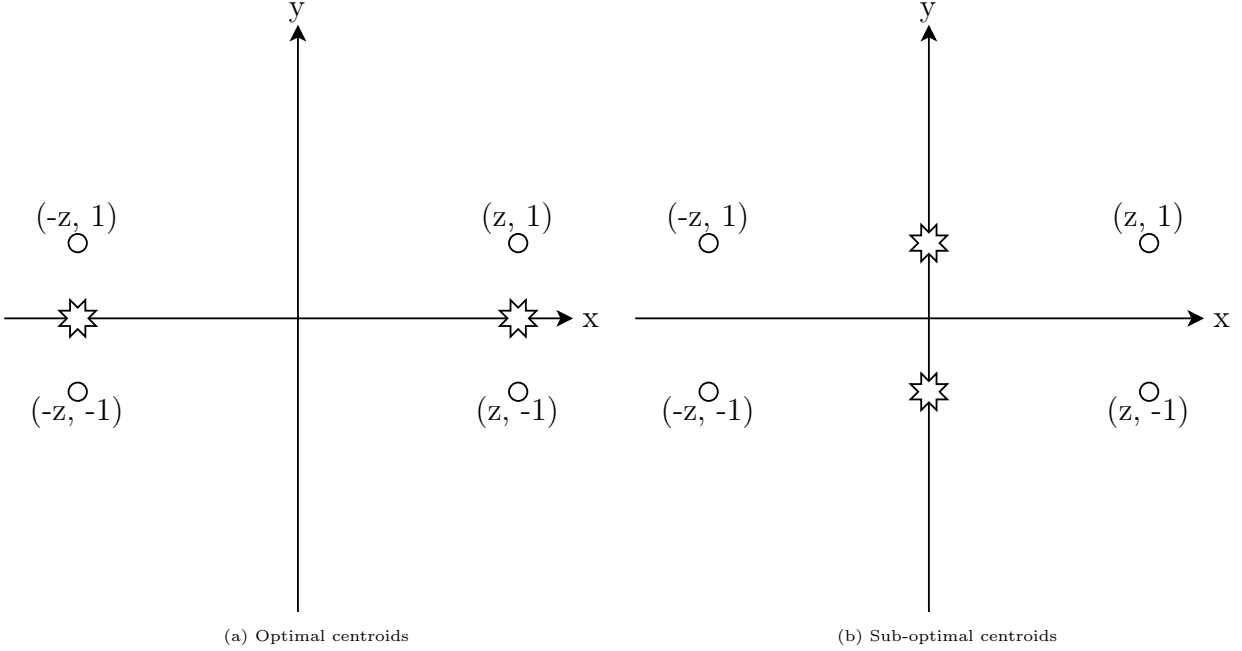 y
(-z, 1)
(z, 1)
x
(-z, -1)
(z, -1)
(a) Optimal centroids
y
(-z, 1)
(z, 1)
x
(-z, -1)
(z, -1)
(b) Sub-optimal centroids